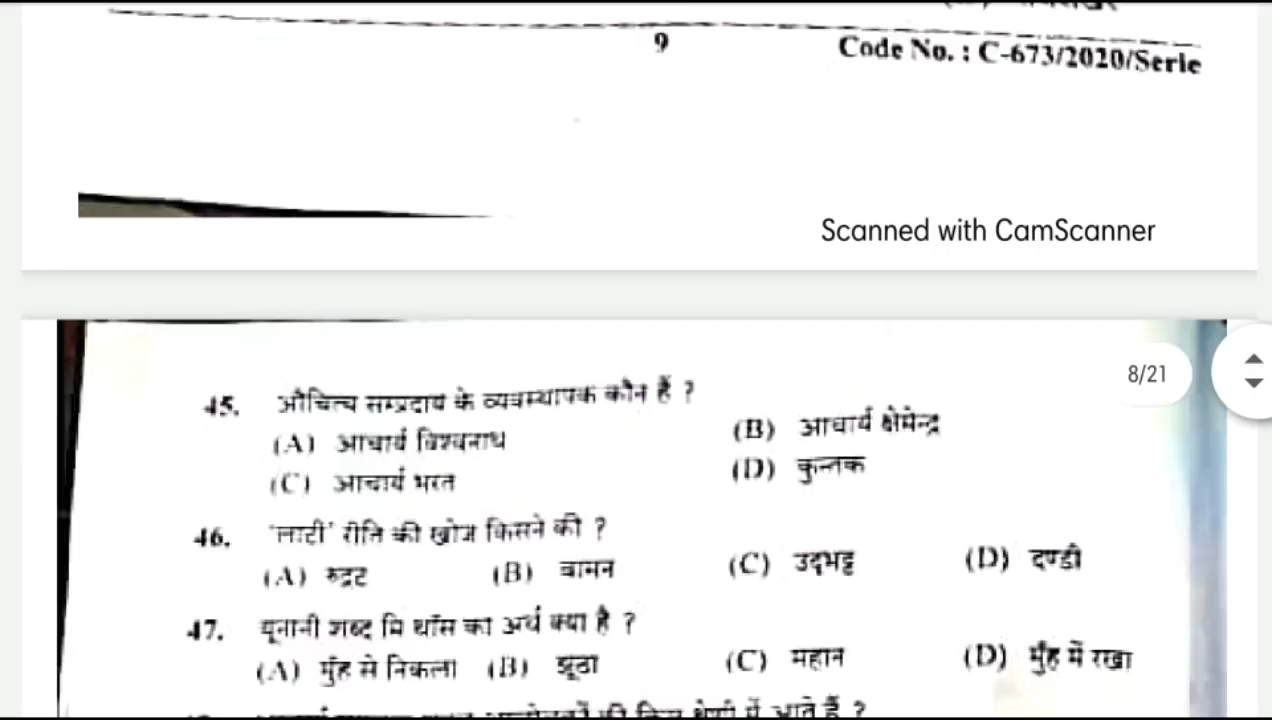 9 Code No. : C-673/2020/Serie
Scanned with CamScanner
8/21
45. औचित्य सम्प्रदाय के व्यवस्थापक कौन हैं ?
(A) आचार्य विश्वनाथ (B) आचार्य क्षेमेन्द्र
(C) आचार्य भरत (D) कुन्तक
46. 'लाटी' रीति की खोज किसने की ?
(A) रुद्रट (B) वामन (C) उद्भट्ट (D) दण्डी
47. यूनानी शब्द मि थॉस का अर्थ क्या है ?
(A) मुँह से निकला (B) झूठा (C) महान (D) मुँह में रखा
की किस श्रेणी में आते हैं ?